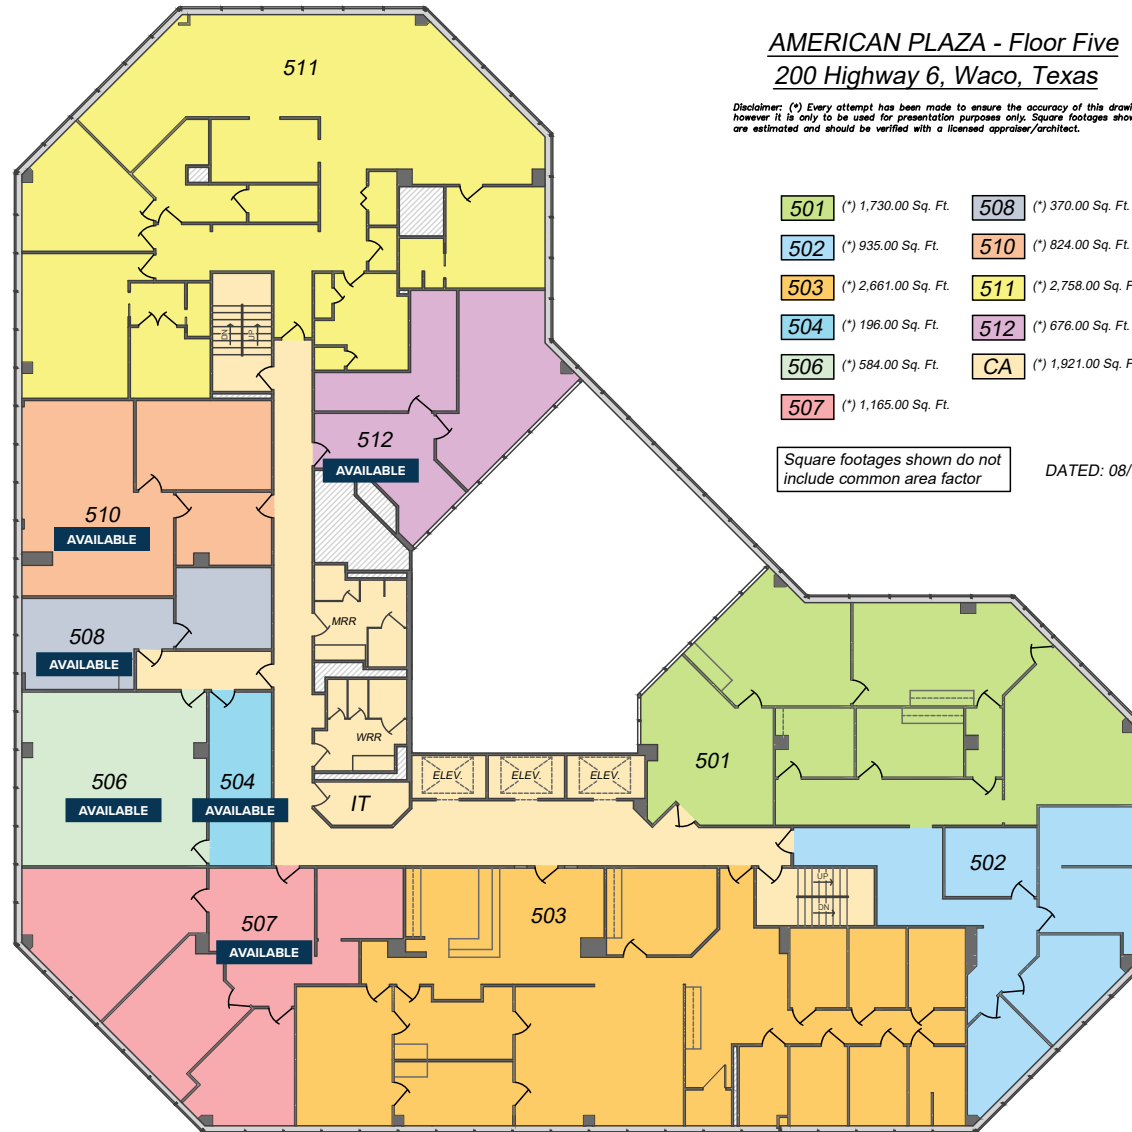 AMERICAN PLAZA - Floor Five
200 Highway 6, Waco, Texas
Disclaimer: (*) Every attempt has been made to ensure the accuracy of this
however it is only to be used for presentation purposes only. Square footages
are estimated and should be verified with a licensed appraiser/architect.
501 (*) 1,730.00 Sq. Ft.
508 (*) 370.00 Sq. Ft.
502 (*) 935.00 Sq. Ft.
510 (*) 824.00 Sq. Ft.
503 (*) 2,661.00 Sq. Ft.
511 (*) 2,758.00 Sq.
504 (*) 196.00 Sq. Ft.
512 (*) 676.00 Sq. Ft.
506 (*) 584.00 Sq. Ft.
CA (*) 1,921.00 Sq.
507 (*) 1,165.00 Sq. Ft.
Square footages shown do not
include common area factor
DATED: 08/
511
DN
UP
512
AVAILABLE
510
AVAILABLE
508
AVAILABLE
MRR
WRR
506
AVAILABLE
504
AVAILABLE
IT
ELEV.
ELEV.
ELEV.
501
502
UP
DN
503
507
AVAILABLE